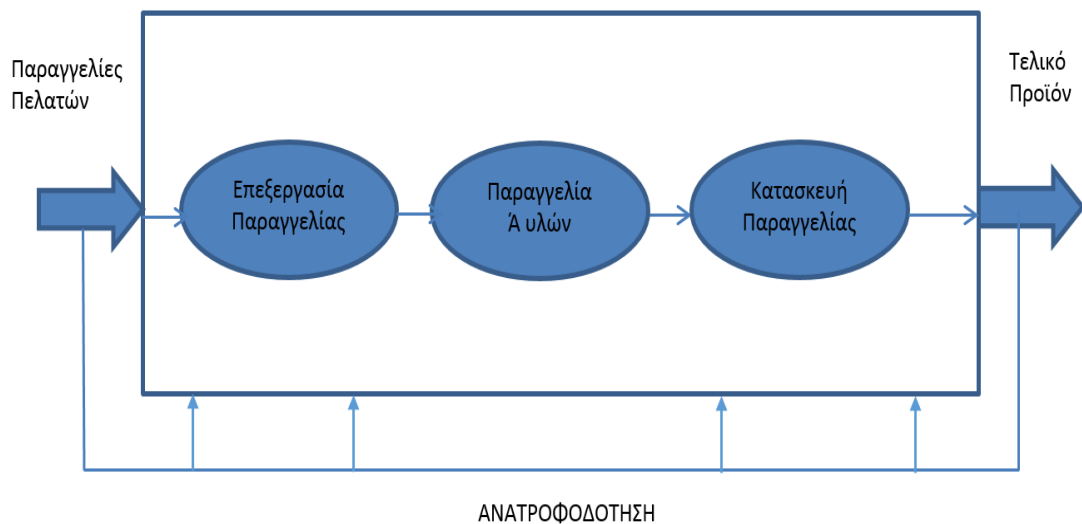 Παραγγελίες
Πελατών
Επεξεργασία
Παραγγελίας
Παραγγελία
Ά υλών
Κατασκευή
Παραγγελίας
Τελικό
Προϊόν
ΑΝΑΤΡΟΦΟΔΟΤΗΣΗ